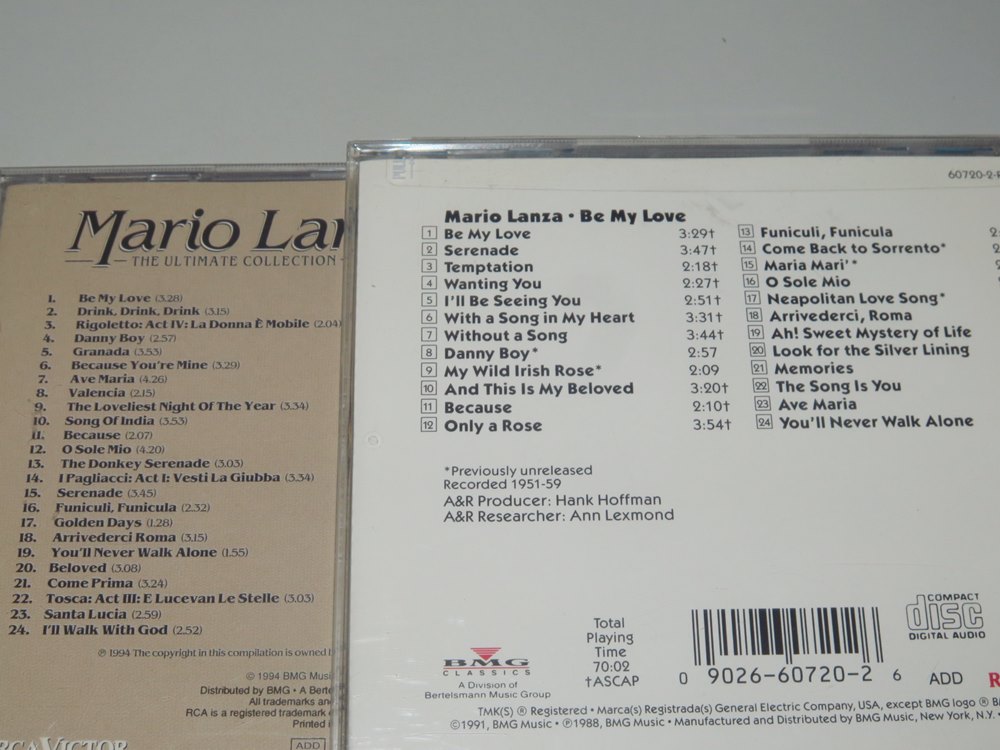 Mario Lan
THE ULTIMATE COLLECTION
1. Be My Love (3.28)
2. Drink, Drink, Drink (3.15)
3. Rigoletto: Act IV: La Donna È Mobile (2.04)
4. Danny Boy (2.57)
5. Granada (3.53)
6. Because You're Mine (3.29)
7. Ave Maria (4.26)
8. Valencia (2.15)
9. The Loveliest Night Of The Year (3.34)
10. Song Of India (3.53)
11. Because (2.07)
12. O Sole Mio (4.20)
13. The Donkey Serenade (3.03)
14. I Pagliacci: Act I: Vesti La Giubba (3.34)
15. Serenade (3.45)
16. Funiculi, Funicula (2.32)
17. Golden Days (1.28)
18. Arrivederci Roma (3.15)
19. You'll Never Walk Alone (1.55)
20. Beloved (3.08)
21. Come Prima (3.24)
22. Tosca: Act III: E Lucevan Le Stelle (3.03)
23. Santa Lucia (2.59)
24. I'll Walk With God (2.52)
℗ 1994 The copyright in this compilation is owned
© 1994 BMG Musi
Distributed by BMG • A Berte
All trademarks and
RCA is a registered trademark
Printed i
RCA VICTOR
ADD
PULL
60720-2-R
Mario Lanza • Be My Love
1 Be My Love 3:29†
2 Serenade 3:47†
3 Temptation 2:18†
4 Wanting You 2:27†
5 I'll Be Seeing You 2:51†
6 With a Song in My Heart 3:31†
7 Without a Song 3:44†
8 Danny Boy* 2:57
9 My Wild Irish Rose* 2:09
10 And This Is My Beloved 3:20†
11 Because 2:10†
12 Only a Rose 3:54†
13 Funiculi, Funicula 2:
14 Come Back to Sorrento*
15 Maria Mari'*
16 O Sole Mio
17 Neapolitan Love Song*
18 Arrivederci, Roma
19 Ah! Sweet Mystery of Life
20 Look for the Silver Lining
21 Memories
22 The Song Is You
23 Ave Maria
24 You'll Never Walk Alone
*Previously unreleased
Recorded 1951-59
A&R Producer: Hank Hoffman
A&R Researcher: Ann Lexmond
BMG
CLASSICS
A Division of
Bertelsmann Music Group
Total
Playing
Time
70:02
†ASCAP
0 9026-60720-2 6
COMPACT
disc
DIGITAL AUDIO
ADD
TMK(S) ® Registered • Marca(s) Registrada(s) General Electric Company, USA, except BMG logo ® B
©1991, BMG Music • ℗1988, BMG Music • Manufactured and Distributed by BMG Music, New York, N.Y.